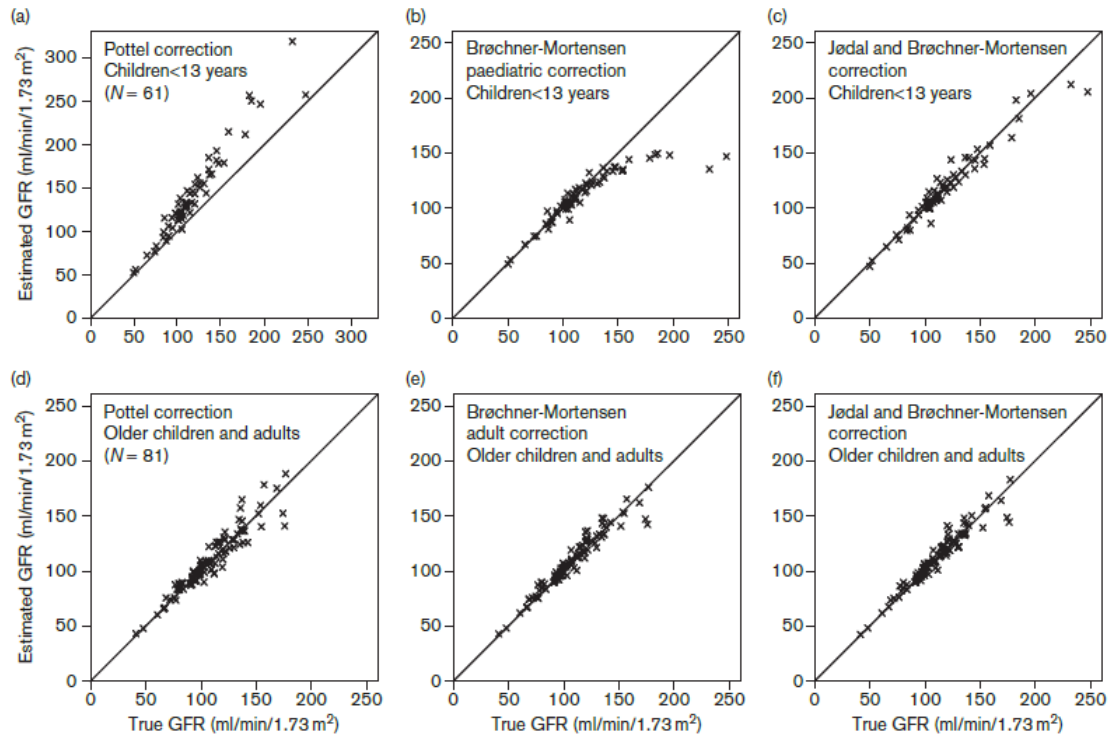 (a)
Pottel correction
Children<13 years
(N = 61)
Estimated GFR (ml/min/1.73 m²)
300
250
200
150
100
50
0
0 50 100 150 200 250 300
(b)
Brøchner-Mortensen
paediatric correction
Children<13 years
250
200
150
100
50
0
0 50 100 150 200 250
(c)
Jødal and Brøchner-Mortensen
correction
Children<13 years
250
200
150
100
50
0
0 50 100 150 200 250
(d)
Pottel correction
Older children and adults
(N = 81)
Estimated GFR (ml/min/1.73 m²)
250
200
150
100
50
0
0 50 100 150 200 250
True GFR (ml/min/1.73 m²)
(e)
Brøchner-Mortensen
adult correction
Older children and adults
250
200
150
100
50
0
0 50 100 150 200 250
True GFR (ml/min/1.73 m²)
(f)
Jødal and Brøchner-Mortensen
correction
Older children and adults
250
200
150
100
50
0
0 50 100 150 200 250
True GFR (ml/min/1.73 m²)